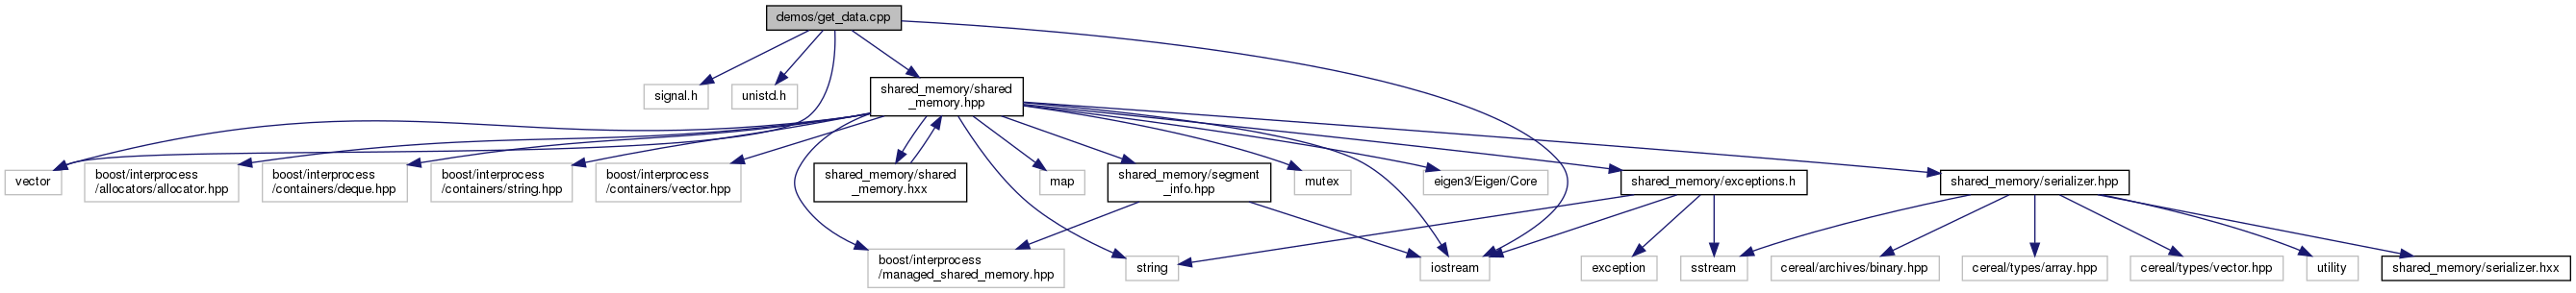 demos/get_data.cpp
signal.h
unistd.h
shared_memory/shared
_memory.hpp
vector
boost/interprocess
/allocators/allocator.hpp
boost/interprocess
/containers/deque.hpp
boost/interprocess
/containers/string.hpp
boost/interprocess
/containers/vector.hpp
shared_memory/shared
_memory.hxx
map
shared_memory/segment
_info.hpp
mutex
eigen3/Eigen/Core
shared_memory/exceptions.h
shared_memory/serializer.hpp
boost/interprocess
/managed_shared_memory.hpp
string
iostream
exception
sstream
cereal/archives/binary.hpp
cereal/types/array.hpp
cereal/types/vector.hpp
utility
shared_memory/serializer.hxx